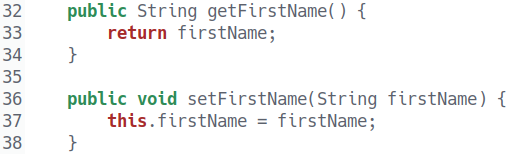 32    public String getFirstName() {
33        return firstName;
34    }
35
36    public void setFirstName(String firstName) {
37        this.firstName = firstName;
38    }